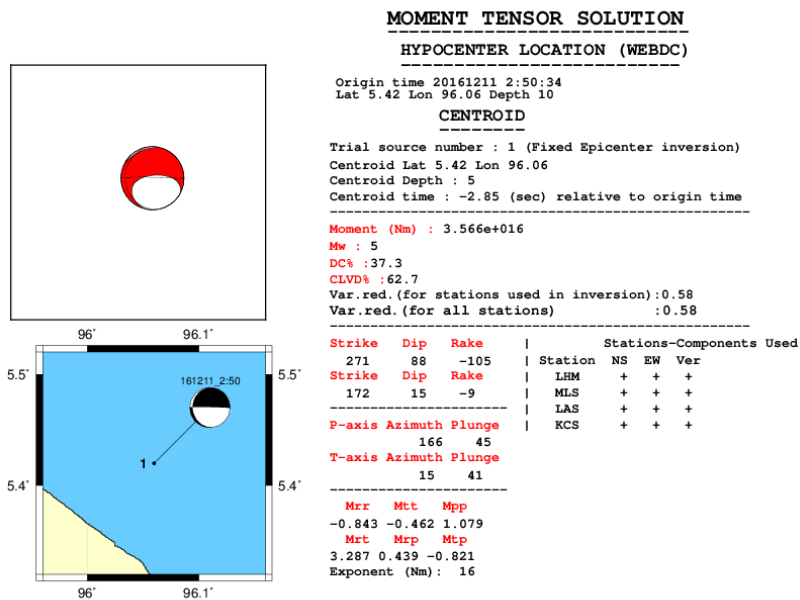 MOMENT TENSOR SOLUTION
HYPOCENTER LOCATION (WEBDC)
Origin time 20161211 2:50:34
Lat 5.42 Lon 96.06 Depth 10
CENTROID
Trial source number : 1 (Fixed Epicenter inversion)
Centroid Lat 5.42 Lon 96.06
Centroid Depth : 5
Centroid time : -2.85 (sec) relative to origin time
Moment (Nm) : 3.566e+016
Mw : 5
DC% :37.3
CLVD% :62.7
Var.red.(for stations used in inversion):0.58
Var.red.(for all stations) :0.58
Strike Dip Rake
271 88 -105
Strike Dip Rake
172 15 -9
P-axis Azimuth Plunge
166 45
T-axis Azimuth Plunge
15 41
Mrr Mtt Mpp
-0.843 -0.462 1.079
Mrt Mrp Mtp
3.287 0.439 -0.821
Exponent (Nm): 16
| Stations-Components Used
| Station NS EW Ver
| LHM + + +
| MLS + + +
| LAS + + +
| KCS + + +
96° 96.1°
5.5° 5.5°
161211_2:50
1
5.4° 5.4°
96° 96.1°